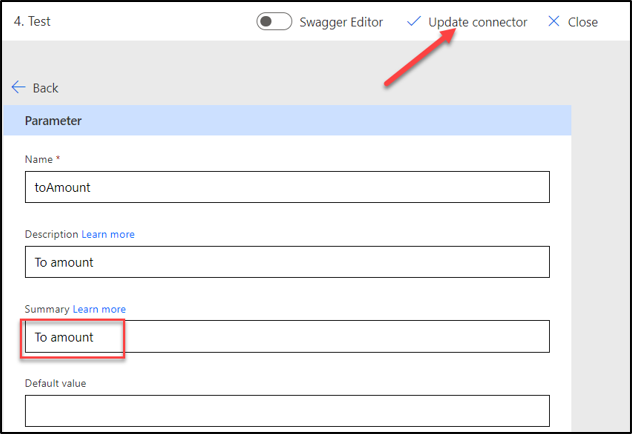 4. Test Swagger Editor Update connector Close
Back
Parameter
Name *
toAmount
Description Learn more
To amount
Summary Learn more
To amount
Default value